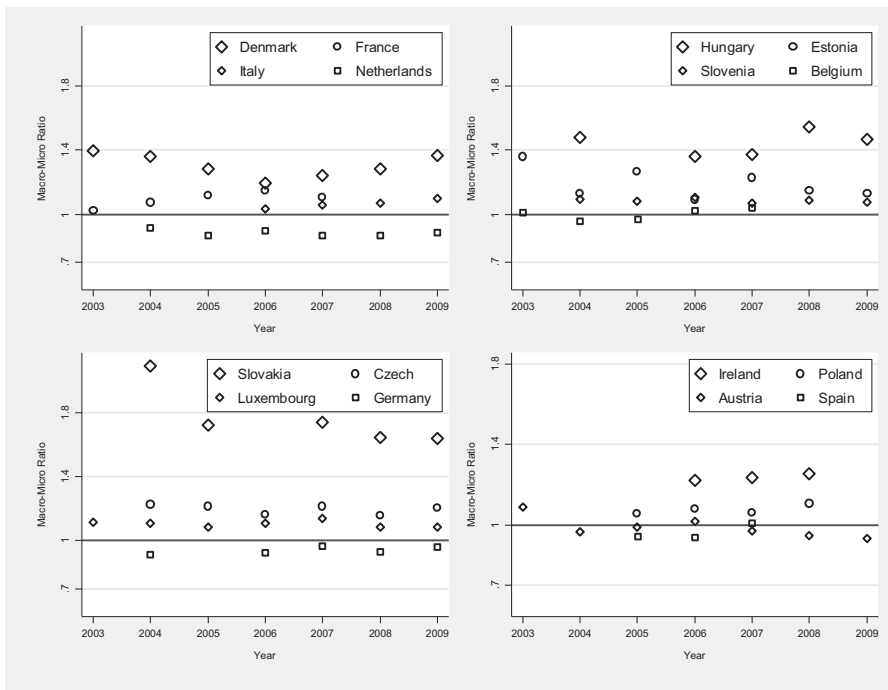 Denmark France
Italy Netherlands
1.8
1.4
1
.7
Macro-Micro Ratio
2003 2004 2005 2006 2007 2008 2009
Year
Hungary Estonia
Slovenia Belgium
1.8
1.4
1
.7
Macro-Micro Ratio
2003 2004 2005 2006 2007 2008 2009
Year
Slovakia Czech
Luxembourg Germany
1.8
1.4
1
.7
Macro-Micro Ratio
2003 2004 2005 2006 2007 2008 2009
Year
Ireland Poland
Austria Spain
1.8
1.4
1
.7
Macro-Micro Ratio
2003 2004 2005 2006 2007 2008 2009
Year